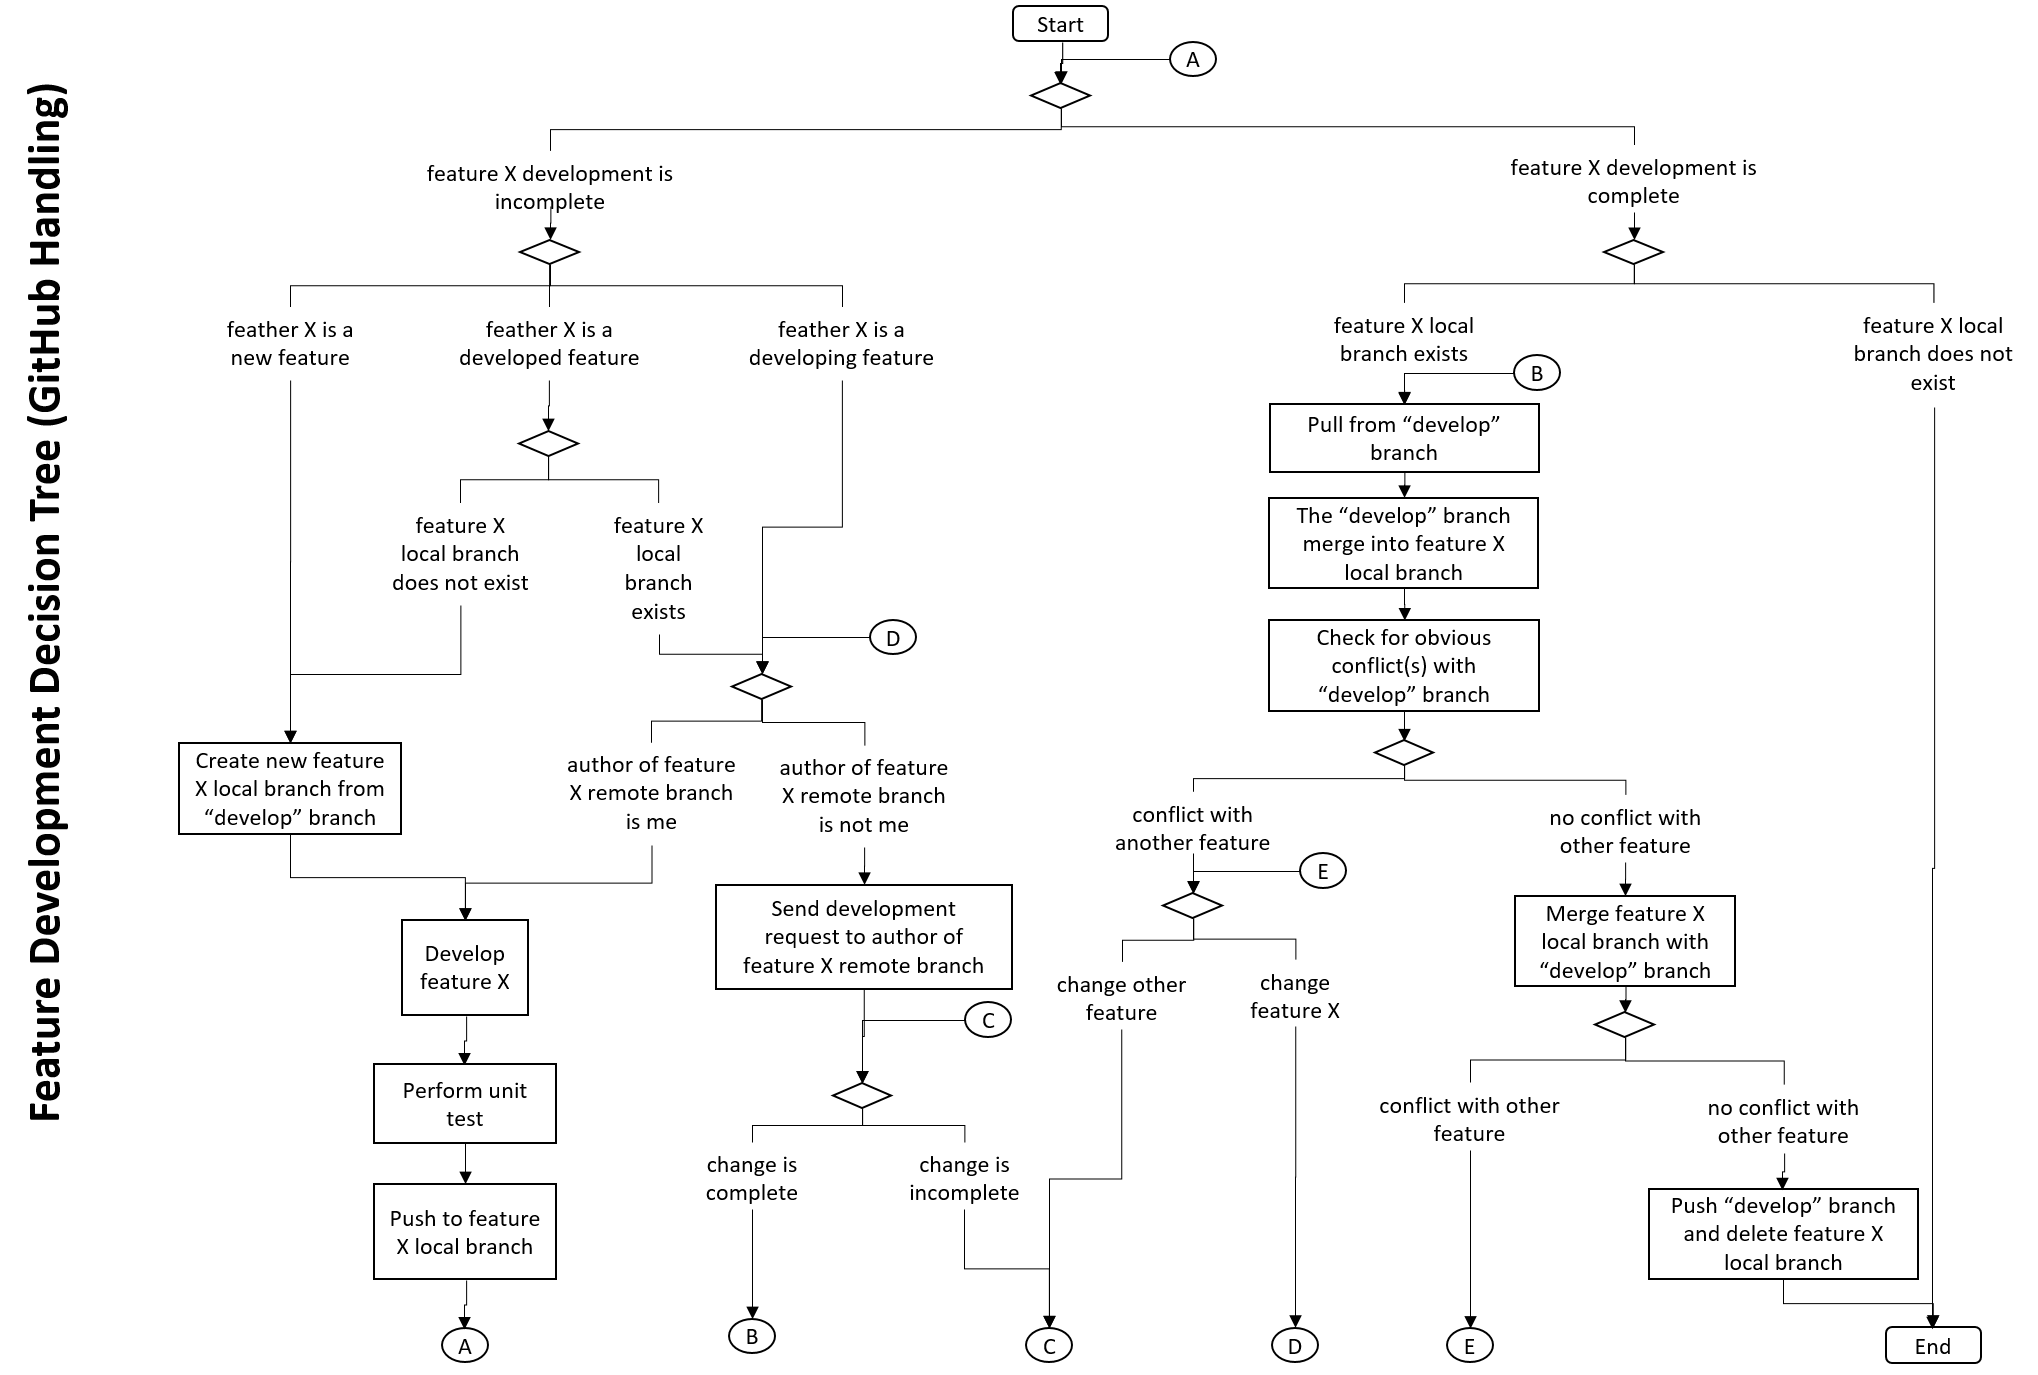 Feature Development Decision Tree (GitHub Handling)
Start
A
feature X development is
incomplete
feature X development is
complete
feather X is a
new feature
feather X is a
developed feature
feather X is a
developing feature
feature X local
branch exists
feature X local
branch does not
exist
B
Pull from “develop”
branch
The “develop” branch
merge into feature X
local branch
Check for obvious
conflict(s) with
“develop” branch
feature X
local branch
does not exist
feature X
local
branch
exists
D
Create new feature
X local branch from
“develop” branch
author of feature
X remote branch
is me
author of feature
X remote branch
is not me
conflict with
another feature
no conflict with
other feature
E
Develop
feature X
Send development
request to author of
feature X remote branch
Merge feature X
local branch with
“develop” branch
change other
feature
change
feature X
C
Perform unit
test
conflict with other
feature
no conflict with
other feature
change is
complete
change is
incomplete
Push to feature
X local branch
Push “develop” branch
and delete feature X
local branch
A
B
C
D
E
End